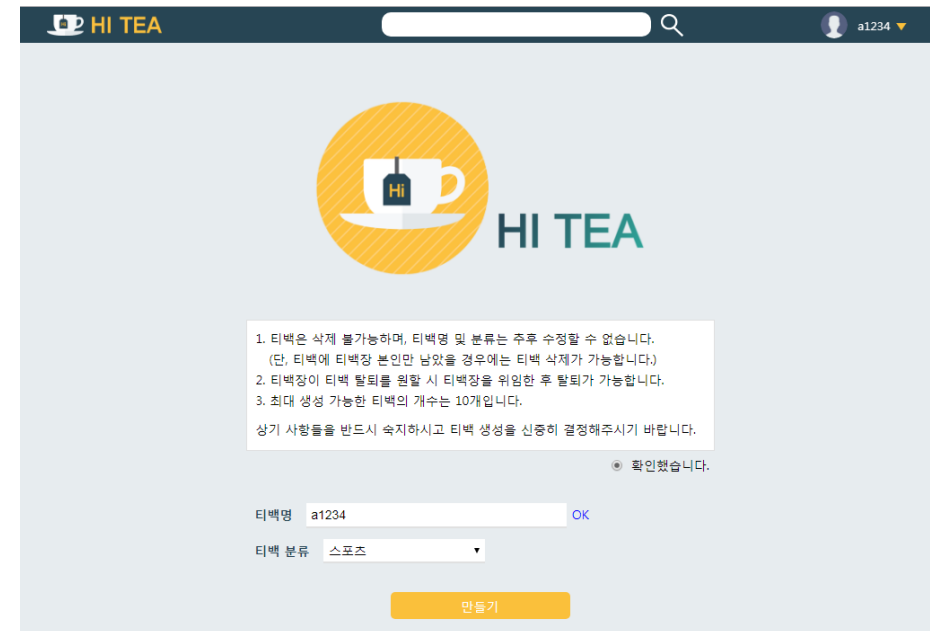 HI TEA
a1234
Hi
HI TEA
1. 티백은 삭제 불가능하며, 티백명 및 분류는 추후 수정할 수 없습니다.
(단, 티백에 티백장 본인만 남았을 경우에는 티백 삭제가 가능합니다.)
2. 티백장이 티백 탈퇴를 원할 시 티백장을 위임한 후 탈퇴가 가능합니다.
3. 최대 생성 가능한 티백의 개수는 10개입니다.
상기 사항들을 반드시 숙지하시고 티백 생성을 신중히 결정해주시기 바랍니다.
확인했습니다.
티백명 a1234 OK
티백 분류 스포츠
만들기